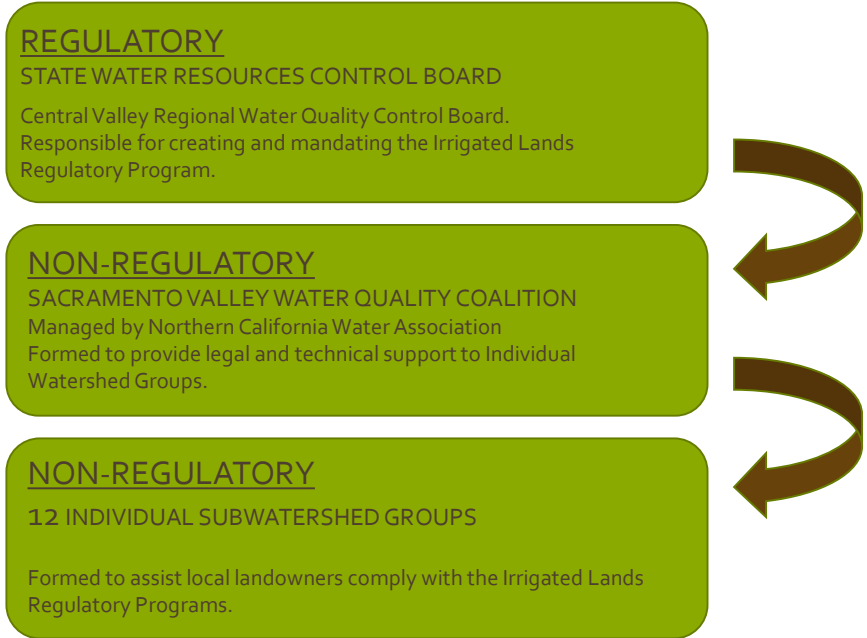 REGULATORY
STATE WATER RESOURCES CONTROL BOARD
Central Valley Regional Water Quality Control Board.
Responsible for creating and mandating the Irrigated Lands
Regulatory Program.
NON-REGULATORY
SACRAMENTO VALLEY WATER QUALITY COALITION
Managed by Northern California Water Association
Formed to provide legal and technical support to Individual
Watershed Groups.
NON-REGULATORY
12 INDIVIDUAL SUBWATERSHED GROUPS
Formed to assist local landowners comply with the Irrigated Lands
Regulatory Programs.